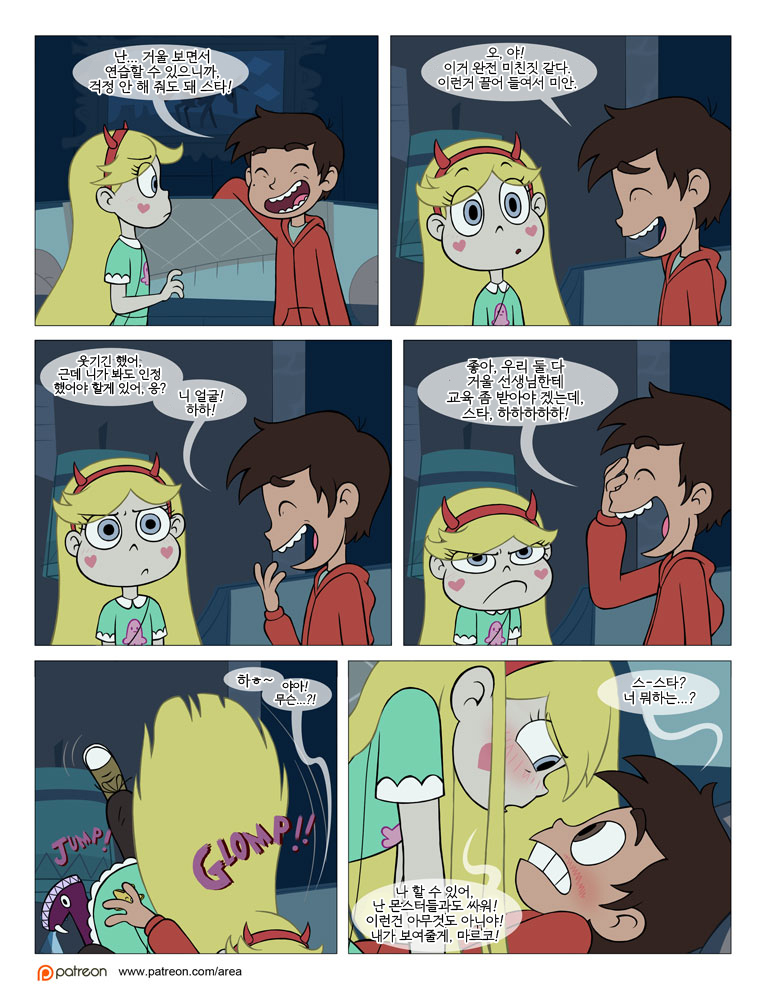 난... 거울 보면서
연습할 수 있으니까,
걱정 안 해 줘도 돼 스타!
오, 야!
이거 완전 미친짓 같다.
이런거 끌어 들여서 미안.
웃기긴 했어,
근데 니가 봐도 인정
했어야 할게 있어, 응?
니 얼굴!
하하!
좋아, 우리 둘 다
거울 선생님한테
교육 좀 받아야 겠는데,
스타, 하하하하하!
하ㅎ~
야아!
무슨...?!
JUMP!
GLOMP!!
스-스타?
너 뭐하는...?
나 할 수 있어,
난 몬스터들과도 싸워!
이런건 아무것도 아니야!
내가 보여줄게, 마르코!
patreon www.patreon.com/area